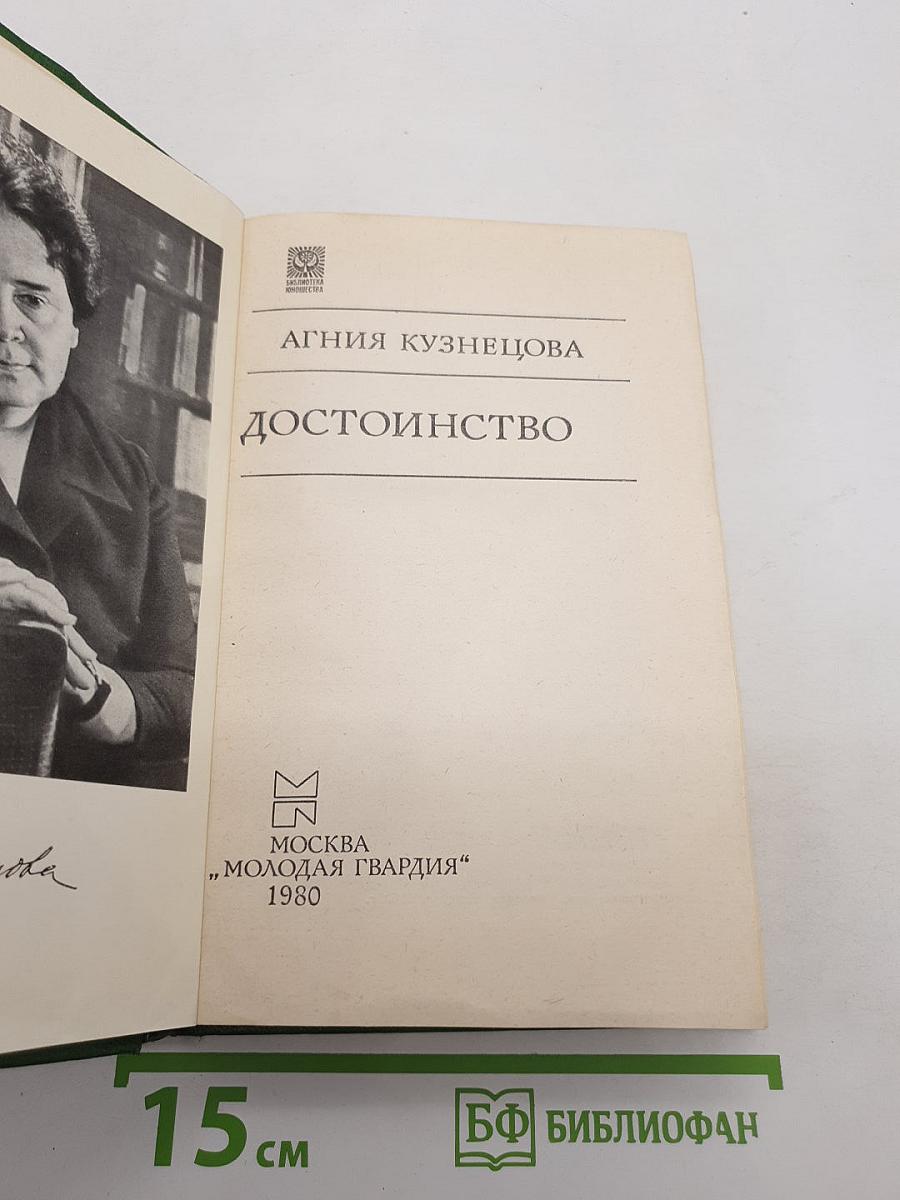 БИБЛИОТЕКА
ЮНОШЕСТВА
АГНИЯ КУЗНЕЦОВА
ДОСТОИНСТВО
МОСКВА
„МОЛОДАЯ ГВАРДИЯ“
1980
15 см
БФ БИБЛИОФАН